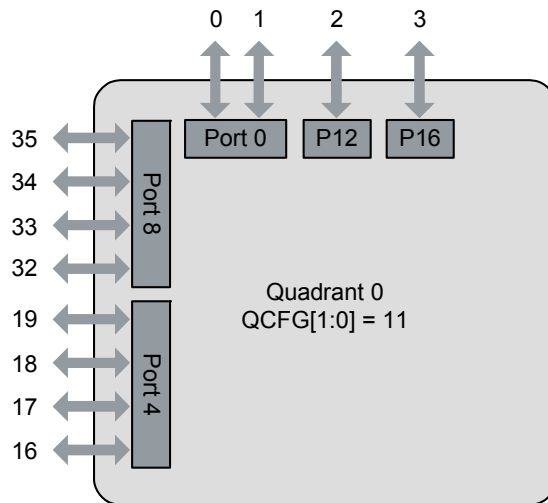 0 1 2 3
Port 0 P12 P16
35
34
33
32
Port 8
19
18
17
16
Port 4
Quadrant 0
QCFG[1:0] = 11